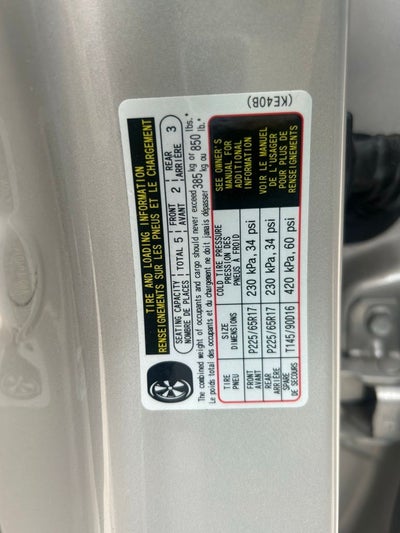 TIRE AND LOADING INFORMATION
RENSEIGNEMENTS SUR LES PNEUS ET LE CHARGEMENT
SEATING CAPACITY TOTAL 5 FRONT 2 REAR 3
NOMBRE DE PLACES AVANT ARRIÈRE
The combined weight of occupants and cargo should never exceed 385 kg or 850 lbs.*
Le poids total des occupants et du chargement ne doit jamais dépasser kg ou lb.*
TIRE SIZE COLD TIRE PRESSURE SEE OWNER'S
PNEU DIMENSIONS PRESSION DES MANUAL FOR
PNEUS À FROID ADDITIONAL
INFORMATION
FRONT P225/65R17 230 kPa, 34 psi
AVANT
REAR P225/65R17 230 kPa, 34 psi
ARRIÈRE
SPARE T145/90D16 420 kPa, 60 psi
DE SECOURS
VOIR LE MANUEL
DE L'USAGER
POUR PLUS DE
RENSEIGNEMENTS
(KE40B)